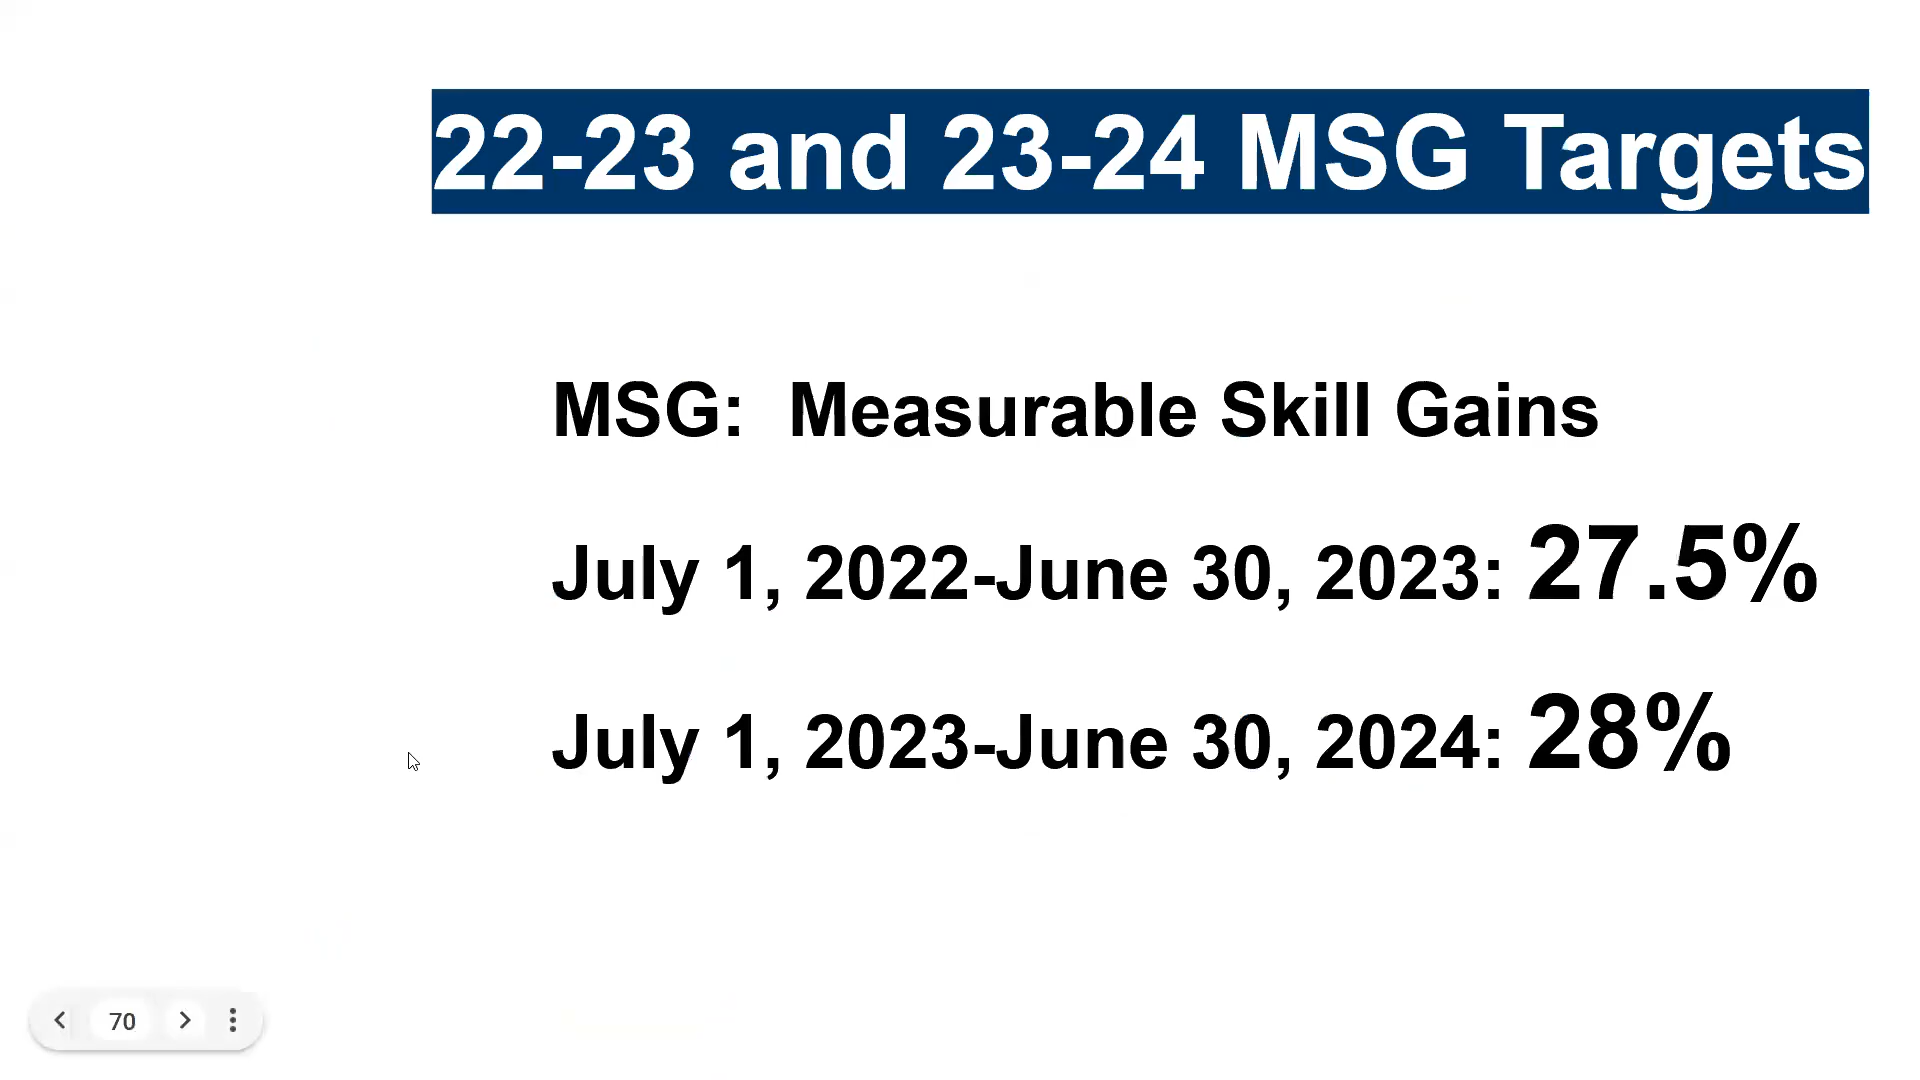 22-23 and 23-24 MSG Targets
MSG:  Measurable Skill Gains
July 1, 2022-June 30, 2023: 27.5%
July 1, 2023-June 30, 2024: 28%
70